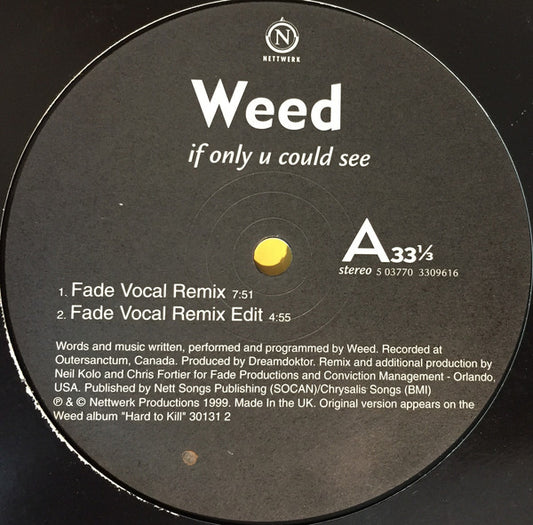 N
NETTWERK
Weed
if only u could see
A 33⅓
stereo 5 03770 3309616
1. Fade Vocal Remix 7:51
2. Fade Vocal Remix Edit 4:55
Words and music written, performed and programmed by Weed. Recorded at
Outersanctum, Canada. Produced by Dreamdoktor. Remix and additional production by
Neil Kolo and Chris Fortier for Fade Productions and Conviction Management - Orlando,
USA. Published by Nett Songs Publishing (SOCAN)/Chrysalis Songs (BMI)
℗ & © Nettwerk Productions 1999. Made In the UK. Original version appears on the
Weed album "Hard to Kill" 30131 2